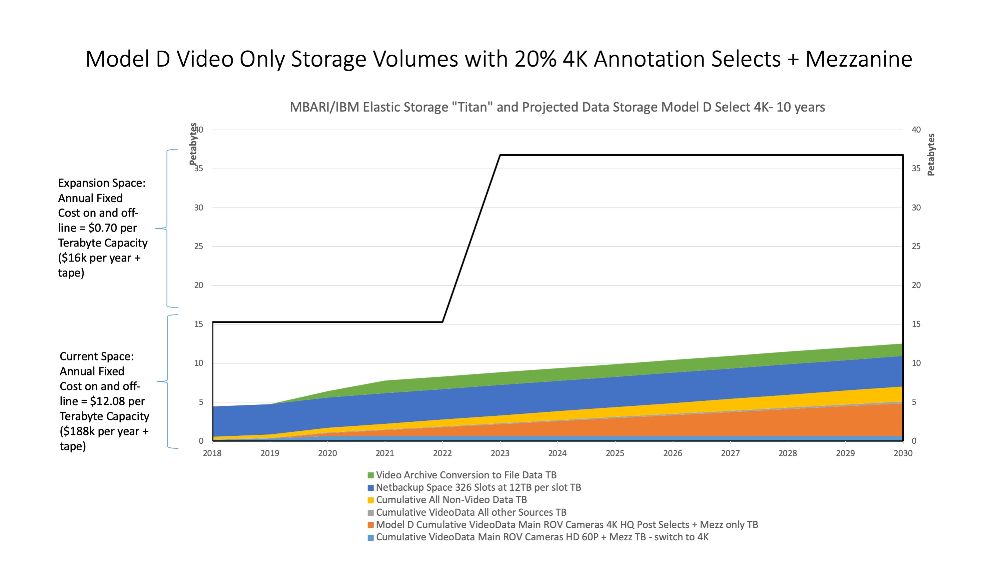 Model D Video Only Storage Volumes with 20% 4K Annotation Selects + Mezzanine
MBARI/IBM Elastic Storage "Titan" and Projected Data Storage Model D Select 4K- 10 years
Expansion Space:
Annual Fixed
Cost on and off-
line = $0.70 per
Terabyte Capacity
($16k per year +
tape)
Current Space:
Annual Fixed
Cost on and off-
line = $12.08 per
Terabyte Capacity
($188k per year +
tape)
Petabytes
40
35
30
25
20
15
10
5
0
Petabytes
40
35
30
25
20
15
10
5
0
2018 2019 2020 2021 2022 2023 2024 2025 2026 2027 2028 2029 2030
Video Archive Conversion to File Data TB
Netbackup Space 326 Slots at 12TB per slot TB
Cumulative All Non-Video Data TB
Cumulative VideoData All other Sources TB
Model D Cumulative VideoData Main ROV Cameras 4K HQ Post Selects + Mezz only TB
Cumulative VideoData Main ROV Cameras HD 60P + Mezz TB - switch to 4K